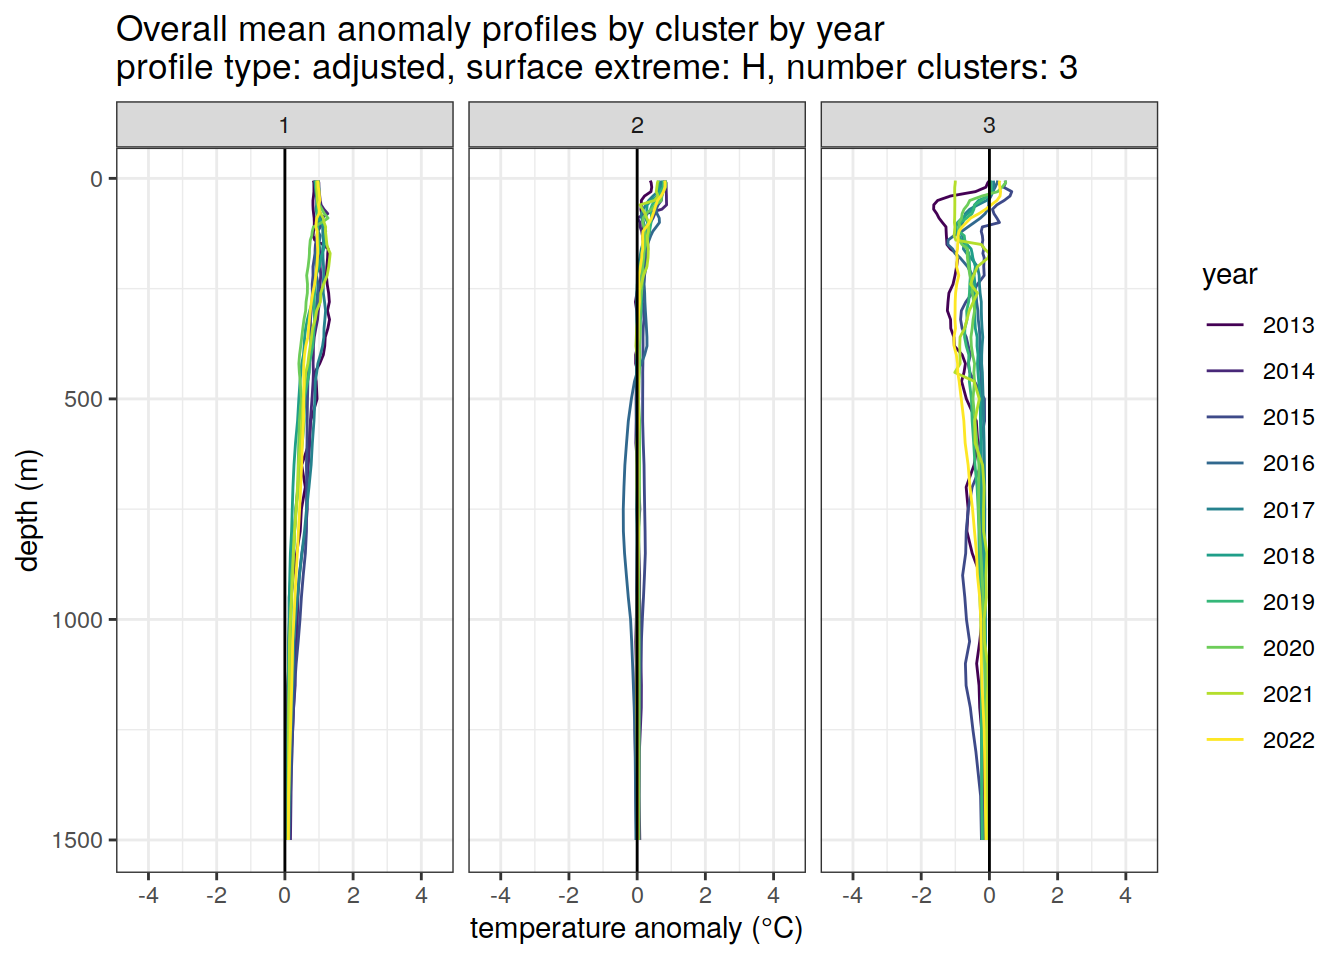 Overall mean anomaly profiles by cluster by year
profile type: adjusted, surface extreme: H, number clusters: 3
1 2 3
0
500
1000
1500
depth (m)
-4 -2 0 2 4 -4 -2 0 2 4 -4 -2 0 2 4
temperature anomaly (°C)
year
2013
2014
2015
2016
2017
2018
2019
2020
2021
2022